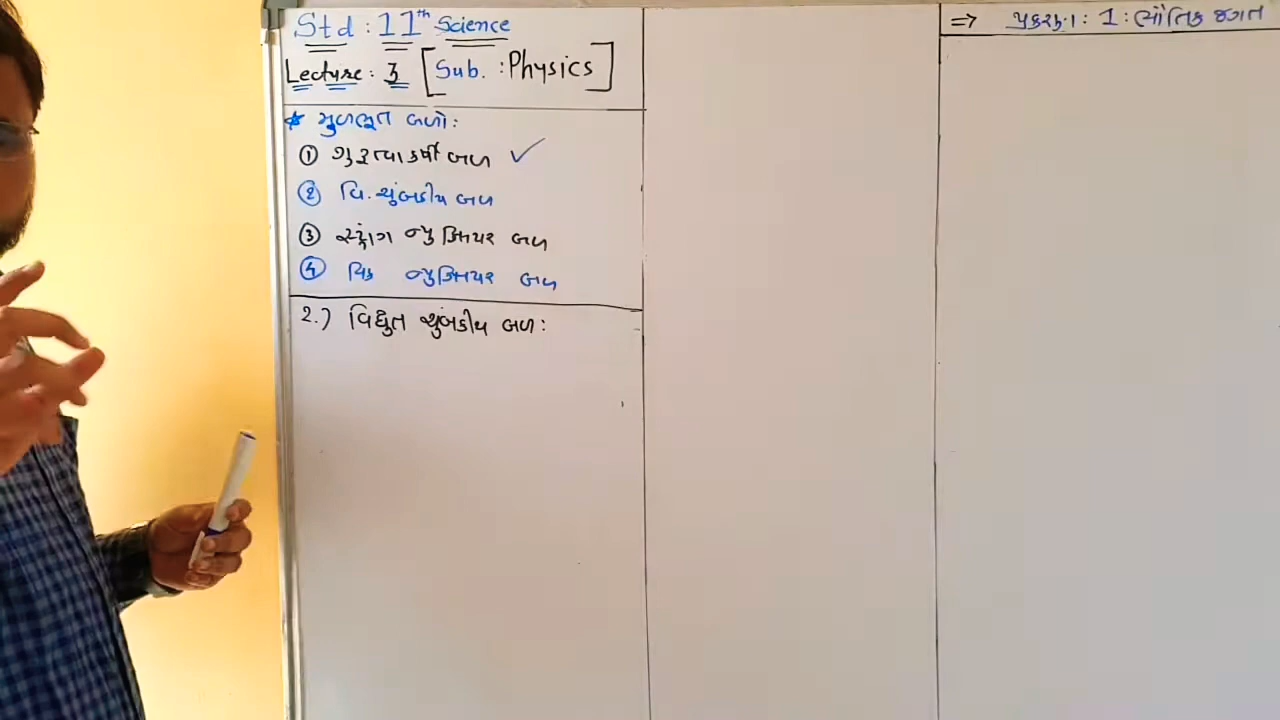 Std : 11th Science
Lecture : 3 [Sub. : Physics]
* મુળભૂત બળો :
① ગુરુત્વાકર્ષી બળ ✓
② વિ. ચુંબકીય બળ
③ સ્ટ્રોંગ ન્યુક્લિયર બળ
④ વિક ન્યુક્લિયર બળ
2.) વિદ્યુત ચુંબકીય બળ :
=> પ્રકરણ : 1 : ભૌતિક જગત